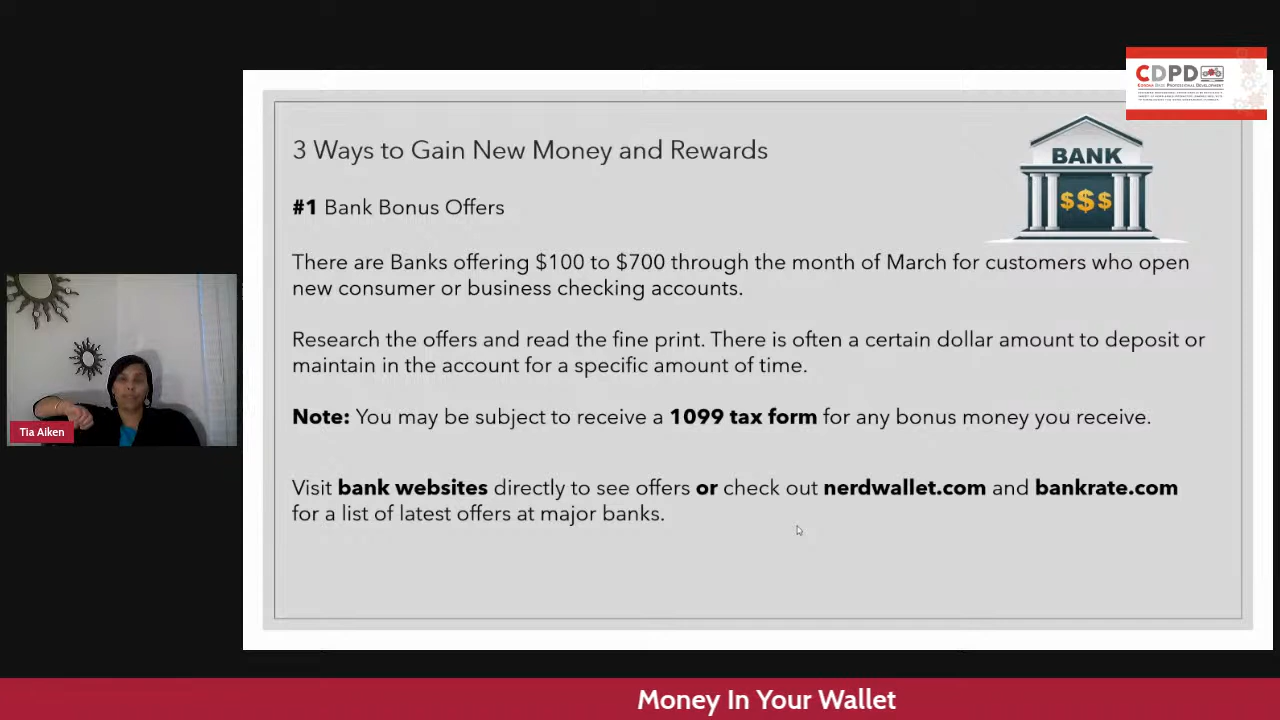 CDPD
CORONA DAZE PROFESSIONAL DEVELOPMENT
3 Ways to Gain New Money and Rewards
BANK
$$$
#1 Bank Bonus Offers
There are Banks offering $100 to $700 through the month of March for customers who open
new consumer or business checking accounts.
Research the offers and read the fine print. There is often a certain dollar amount to deposit or
maintain in the account for a specific amount of time.
Note: You may be subject to receive a 1099 tax form for any bonus money you receive.
Tia Aiken
Visit bank websites directly to see offers or check out nerdwallet.com and bankrate.com
for a list of latest offers at major banks.
Money In Your Wallet